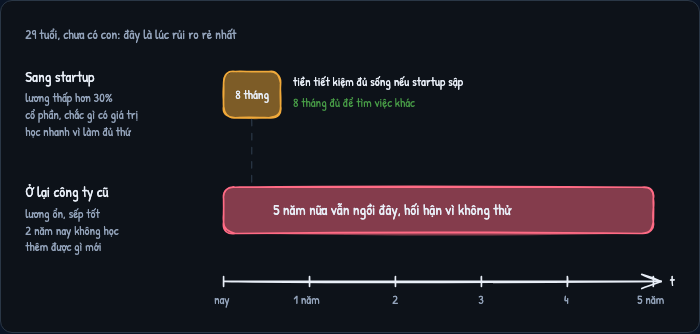 29 tuổi, chưa có con: đây là lúc rủi ro rẻ nhất
Sang startup
lương thấp hơn 30%
cổ phần, chắc gì có giá trị
học nhanh vì làm đủ thứ
8 tháng
tiền tiết kiệm đủ sống nếu startup sập
8 tháng đủ để tìm việc khác
Ở lại công ty cũ
lương ổn, sếp tốt
2 năm nay không học
thêm được gì mới
5 năm nữa vẫn ngồi đây, hối hận vì không thử
t
nay
1 năm
2
3
4
5 năm